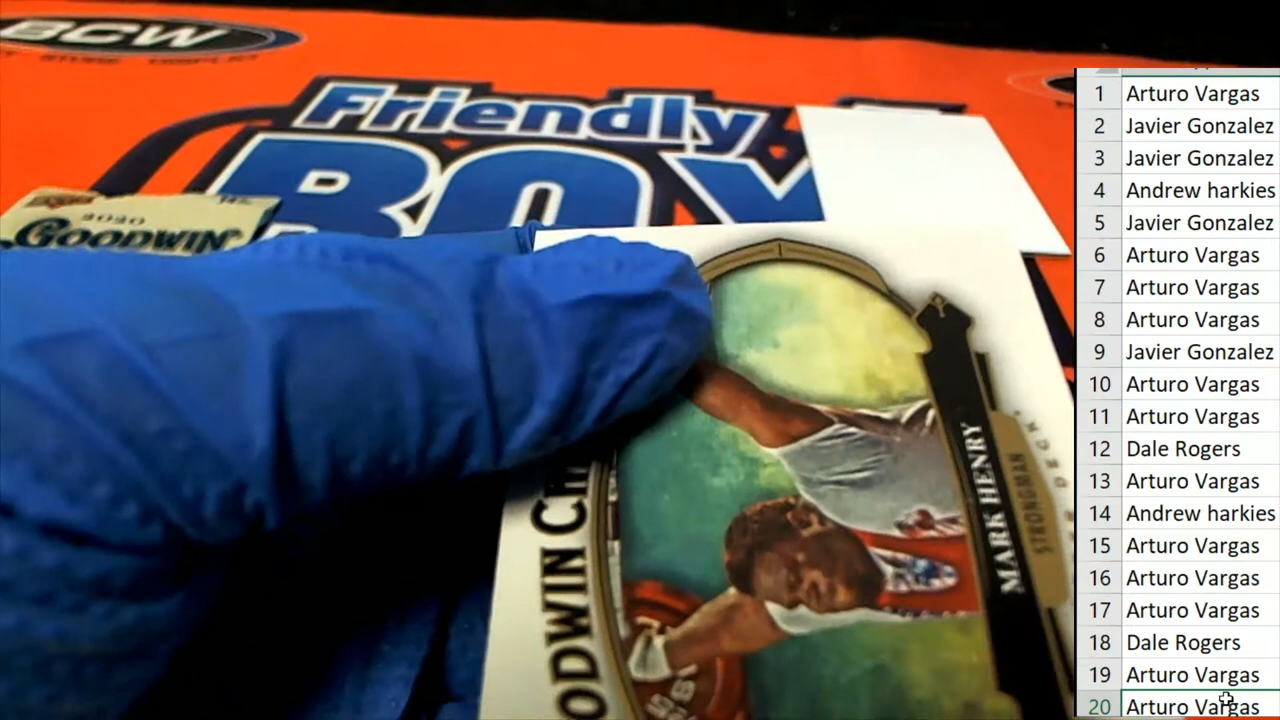 BCW
Friendly
BOX
2020
GOODWIN
ODWIN CH
MARK HENRY
STRONGMAN
DECK
1 Arturo Vargas
2 Javier Gonzalez
3 Javier Gonzalez
4 Andrew harkies
5 Javier Gonzalez
6 Arturo Vargas
7 Arturo Vargas
8 Arturo Vargas
9 Javier Gonzalez
10 Arturo Vargas
11 Arturo Vargas
12 Dale Rogers
13 Arturo Vargas
14 Andrew harkies
15 Arturo Vargas
16 Arturo Vargas
17 Arturo Vargas
18 Dale Rogers
19 Arturo Vargas
20 Arturo Vargas